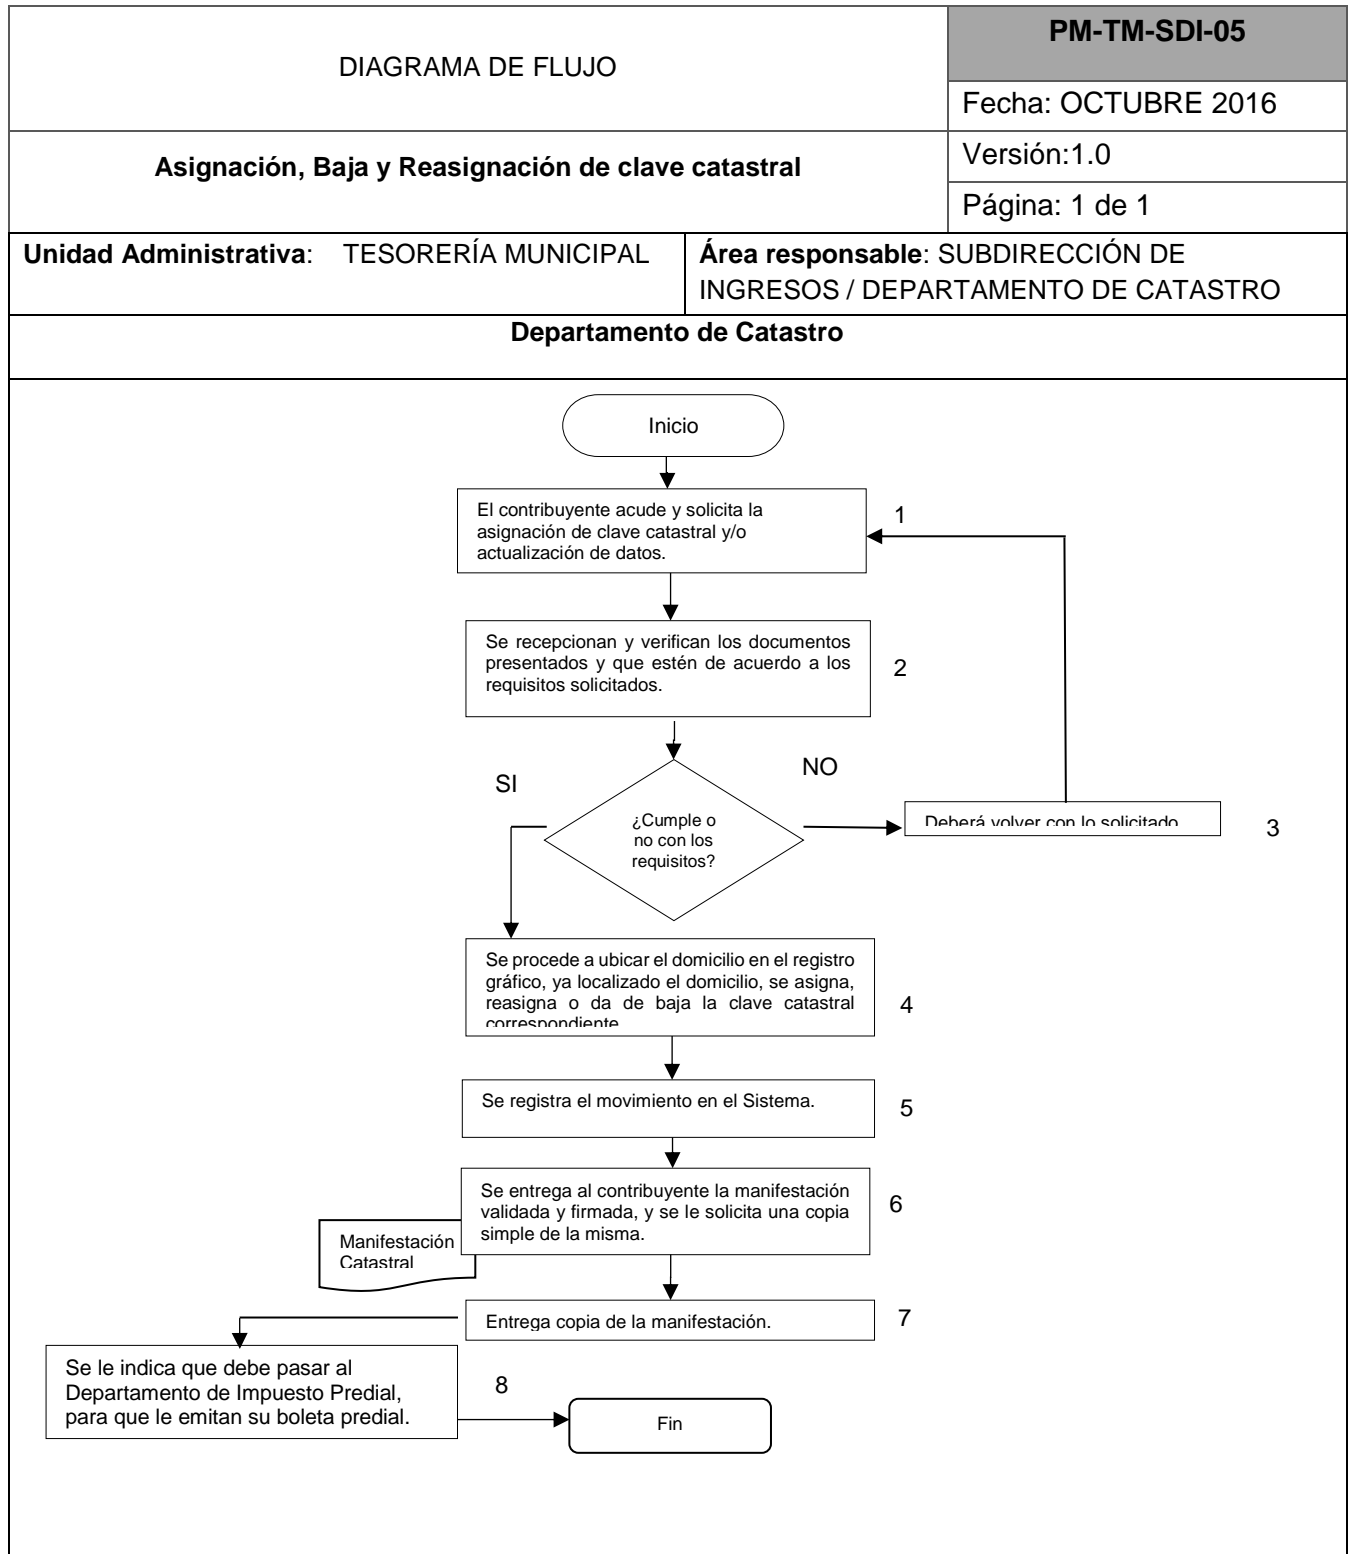 DIAGRAMA DE FLUJO
PM-TM-SDI-05
Fecha: OCTUBRE 2016
Asignación, Baja y Reasignación de clave catastral
Versión:1.0
Página: 1 de 1
Unidad Administrativa: TESORERÍA MUNICIPAL
Área responsable: SUBDIRECCIÓN DE
INGRESOS / DEPARTAMENTO DE CATASTRO
Departamento de Catastro
Inicio
El contribuyente acude y solicita la
asignación de clave catastral y/o
actualización de datos.
1
Se recepcionan y verifican los documentos
presentados y que estén de acuerdo a los
requisitos solicitados.
2
SI
NO
¿Cumple o
no con los
requisitos?
Deberá volver con lo solicitado
3
Se procede a ubicar el domicilio en el registro
gráfico, ya localizado el domicilio, se asigna,
reasigna o da de baja la clave catastral
correspondiente
4
Se registra el movimiento en el Sistema.
5
Se entrega al contribuyente la manifestación
validada y firmada, y se le solicita una copia
simple de la misma.
6
Manifestación
Catastral
Entrega copia de la manifestación.
7
Se le indica que debe pasar al
Departamento de Impuesto Predial,
para que le emitan su boleta predial.
8
Fin